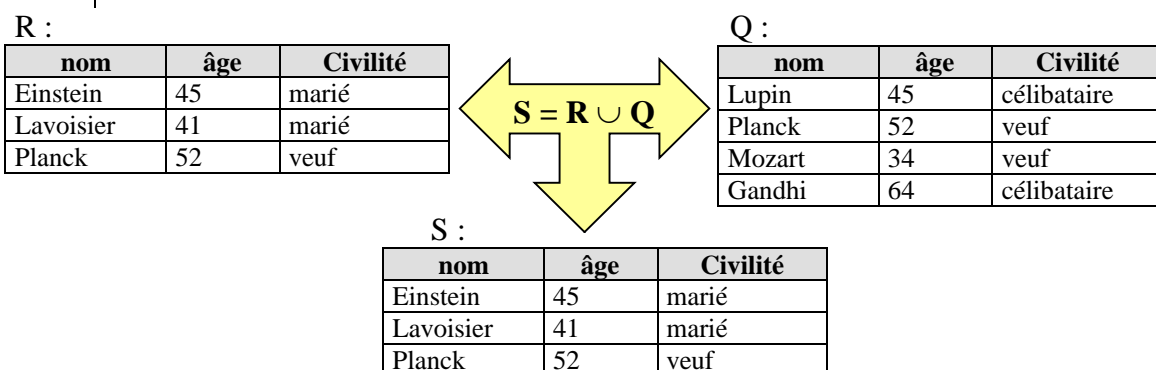 R :
nom âge Civilité
Einstein 45 marié
Lavoisier 41 marié
Planck 52 veuf
S = R ∪ Q
Q :
nom âge Civilité
Lupin 45 célibataire
Planck 52 veuf
Mozart 34 veuf
Gandhi 64 célibataire
S :
nom âge Civilité
Einstein 45 marié
Lavoisier 41 marié
Planck 52 veuf